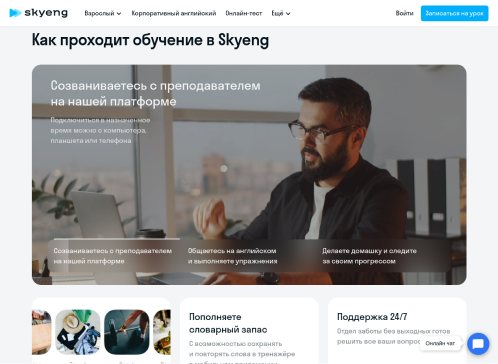 skyeng
Взрослый
Корпоративный английский
Онлайн-тест
Ещё
Войти
Записаться на урок
Как проходит обучение в Skyeng
Созваниваетесь с преподавателем
на нашей платформе
Подключиться в назначенное
время можно с компьютера,
планшета или телефона
Созваниваетесь с преподавателем
на нашей платформе
Общаетесь на английском
и выполняете упражнения
Делаете домашку и следите
за своим прогрессом
Пополняете
словарный запас
С возможностью сохранять
и повторять слова в тренажёре
Поддержка 24/7
Отдел заботы без выходных готов
решить все ваши
Онлайн чат